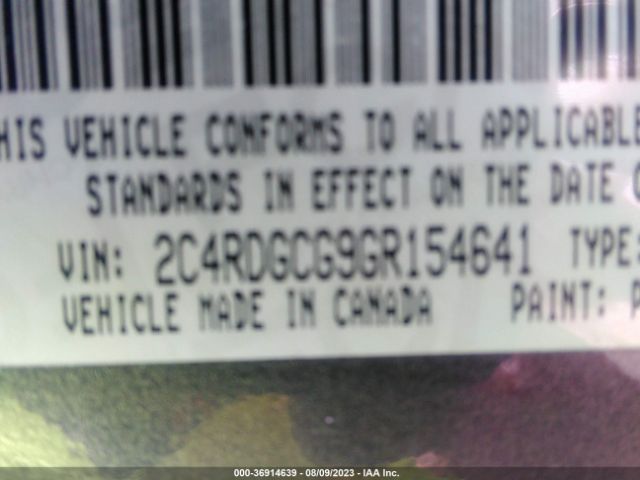 HIS VEHICLE CONFORMS TO ALL APPLICABLE
STANDARDS IN EFFECT ON THE DATE O
VIN: 2C4RDGCG9GR154641 TYPE:
VEHICLE MADE IN CANADA PAINT: P
000-36914639 - 08/09/2023 - IAA Inc.